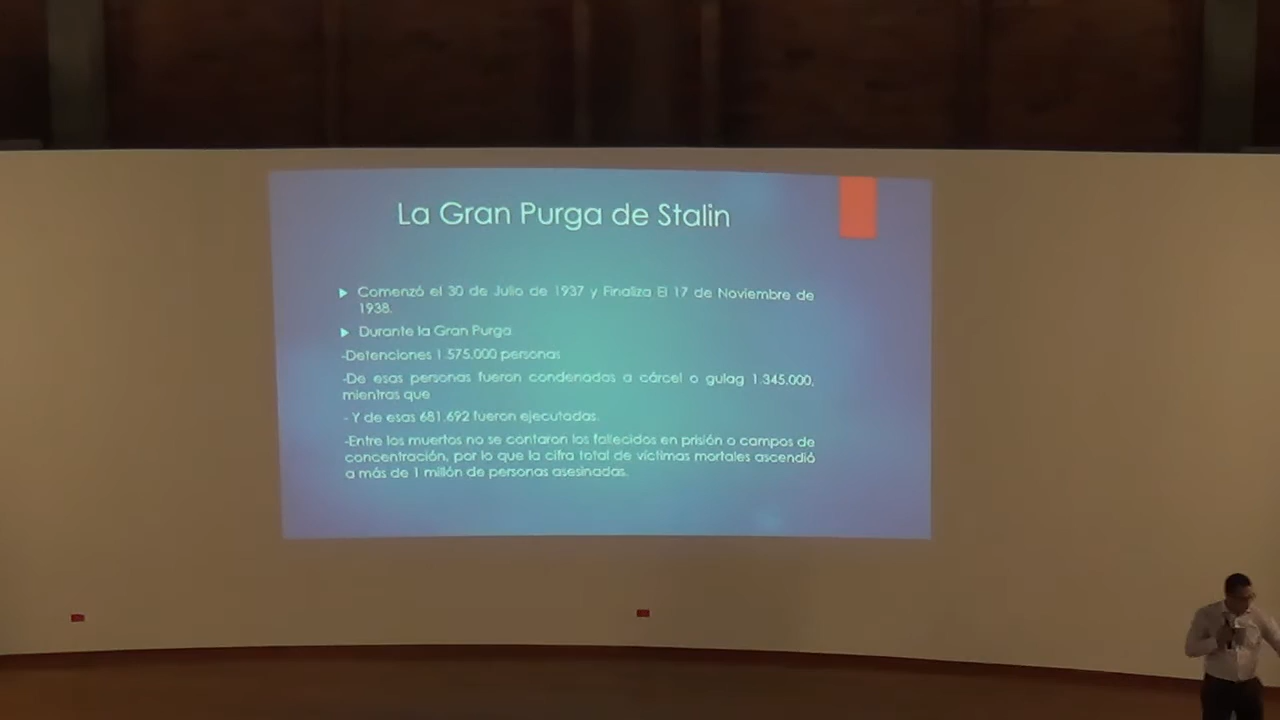 La Gran Purga de Stalin
Comenzó el 30 de Julio de 1937 y Finaliza El 17 de Noviembre de
1938.
Durante la Gran Purga
-Detenciones 1.575.000 personas
-De esas personas fueron condenadas a cárcel o gulag 1.345.000,
mientras que
- Y de esas 681.692 fueron ejecutadas.
-Entre los muertos no se contaron los fallecidos en prisión o campos de
concentración, por lo que la cifra total de víctimas mortales ascendió
a más de 1 millón de personas asesinadas.